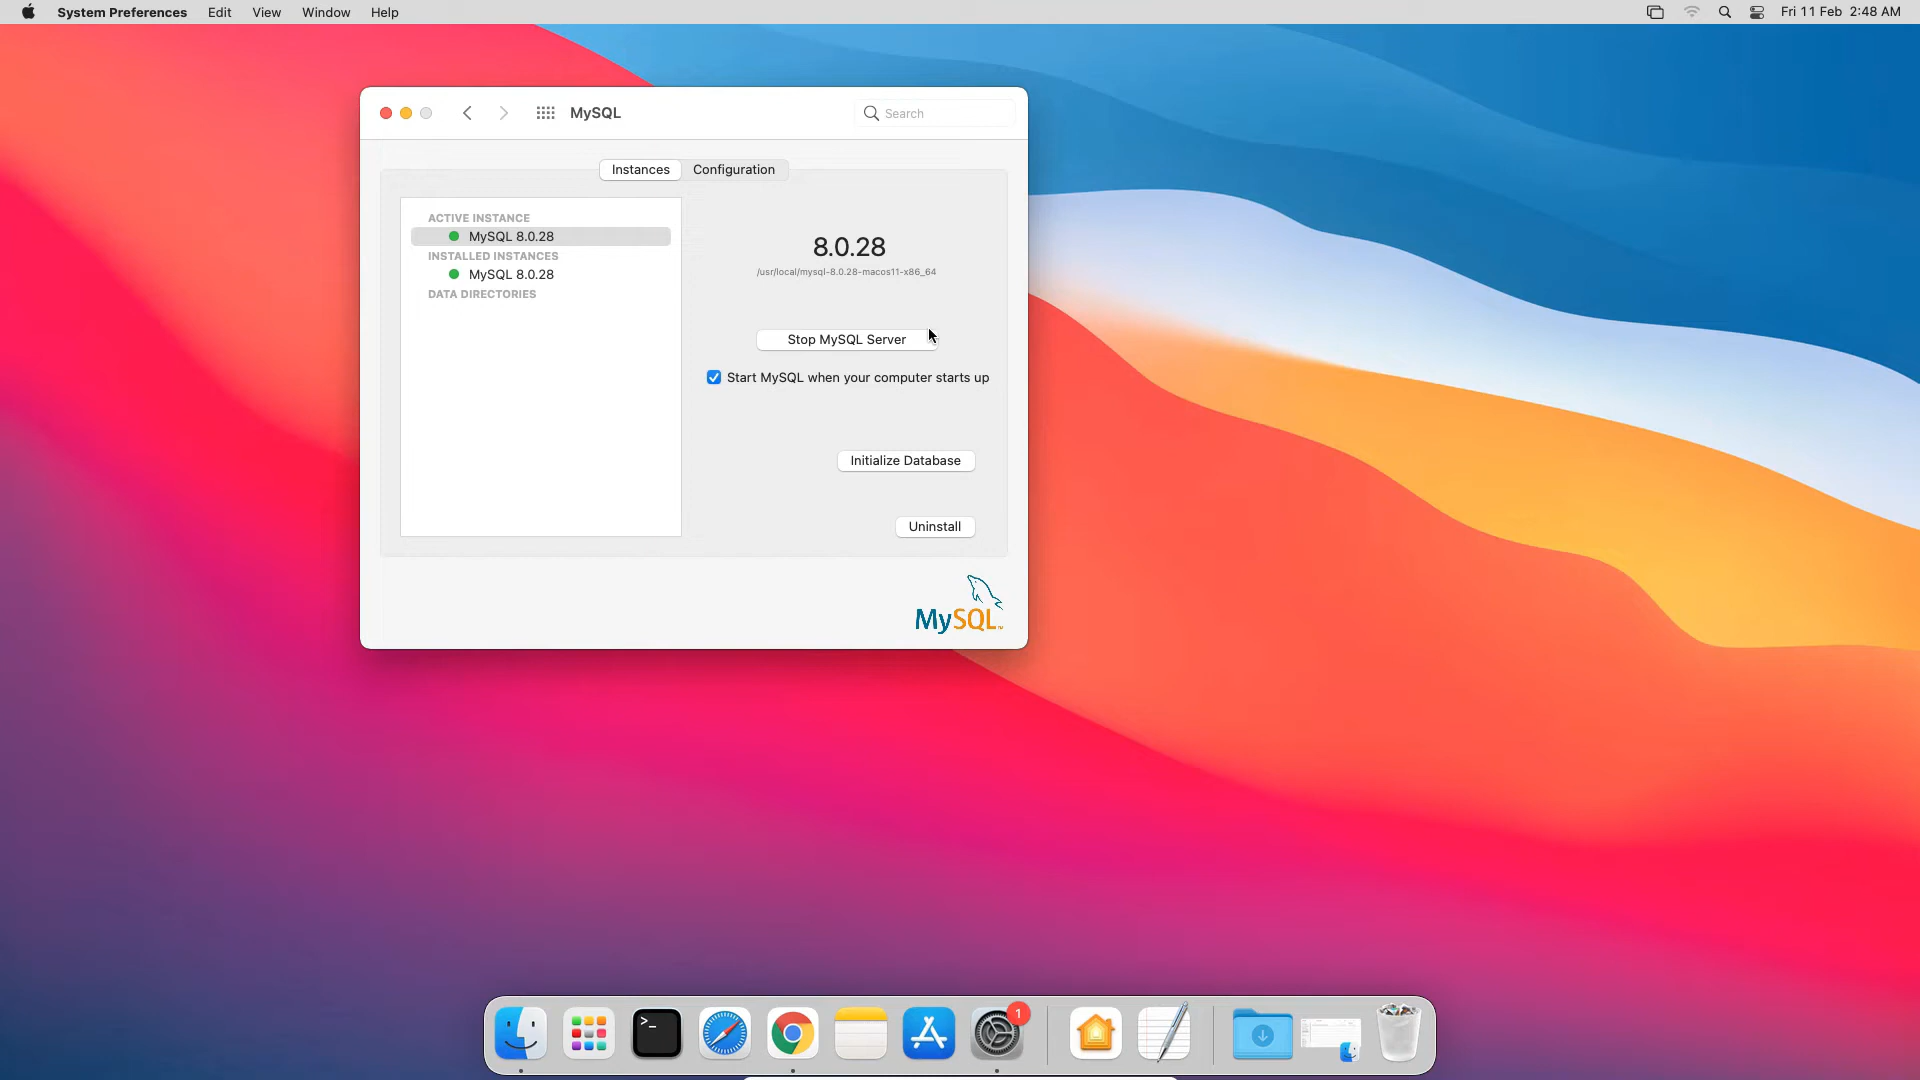 System Preferences Edit View Window Help
Fri 11 Feb 2:48 AM
MySQL
Search
Instances Configuration
ACTIVE INSTANCE
MySQL 8.0.28
INSTALLED INSTANCES
MySQL 8.0.28
DATA DIRECTORIES
8.0.28
/usr/local/mysql-8.0.28-macos11-x86_64
Stop MySQL Server
Start MySQL when your computer starts up
Initialize Database
Uninstall
MySQL™
>_
1